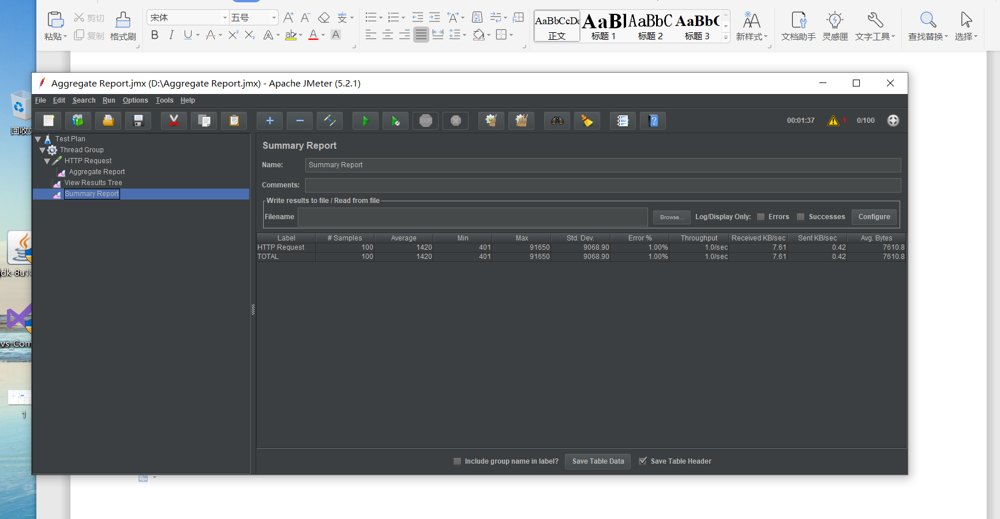 剪切
宋体
五号
AaBbCcDd
AaBb
AaBbC
AaBbC
粘贴
复制
格式刷
正文
标题 1
标题 2
标题 3
新样式
文档助手
灵感匣
文字工具
查找替换
选择
回收站
Aggregate Report.jmx (D:\Aggregate Report.jmx) - Apache JMeter (5.2.1)
File Edit Search Run Options Tools Help
00:01:37 1 0/100
Test Plan
Thread Group
HTTP Request
Aggregate Report
View Results Tree
Summary Report
Summary Report
Name: Summary Report
Comments:
Write results to file / Read from file
Filename Browse... Log/Display Only: Errors Successes Configure
Label # Samples Average Min Max Std. Dev. Error % Throughput Received KB/sec Sent KB/sec Avg. Bytes
HTTP Request 100 1420 401 91650 9068.90 1.00% 1.0/sec 7.61 0.42 7610.8
TOTAL 100 1420 401 91650 9068.90 1.00% 1.0/sec 7.61 0.42 7610.8
jdk-8u1
vs_Com
1
Include group name in label? Save Table Data Save Table Header